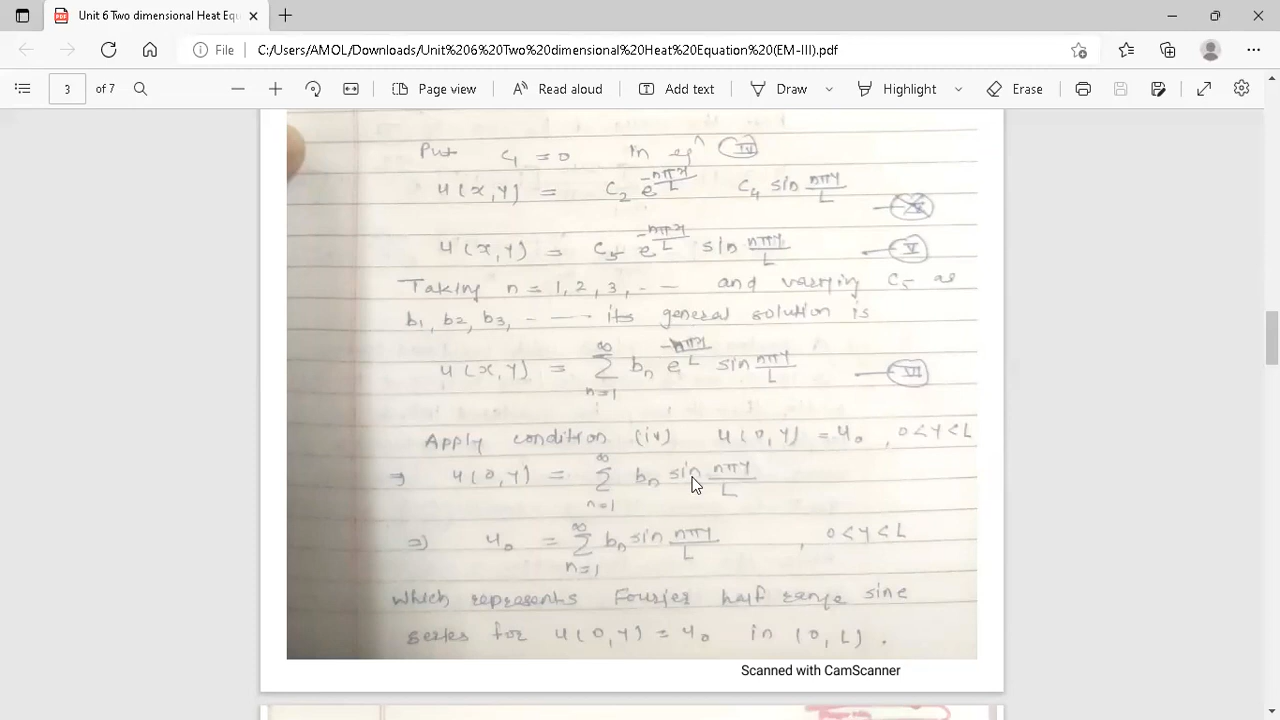 Unit 6 Two dimensional Heat Equ
File C:/Users/AMOL/Downloads/Unit%206%20Two%20dimensional%20Heat%20Equation%20(EM-III).pdf
3 of 7 Page view Read aloud Add text Draw Highlight Erase
Put C₁ = 0 in eqⁿ IV
u(x,y) = C₂ e^(-nπx/L) C₄ sin nπy/L
u(x,y) = C₅ e^(-nπx/L) sin nπy/L — V
Taking n = 1, 2, 3, - — and varying C₅ as
b₁, b₂, b₃, - — its general solution is
u(x,y) = ∞ Σ n=1 bₙ e^(-nπx/L) sin nπy/L — VI
Apply condition (iv) u(0,y) = u₀, 0<y<L
⇒ u(0,y) = ∞ Σ n=1 bₙ sin nπy/L
⇒ u₀ = ∞ Σ n=1 bₙ sin nπy/L , 0<y<L
which represents Fourier half range sine
series for u(0,y) = u₀ in (0,L).
Scanned with CamScanner